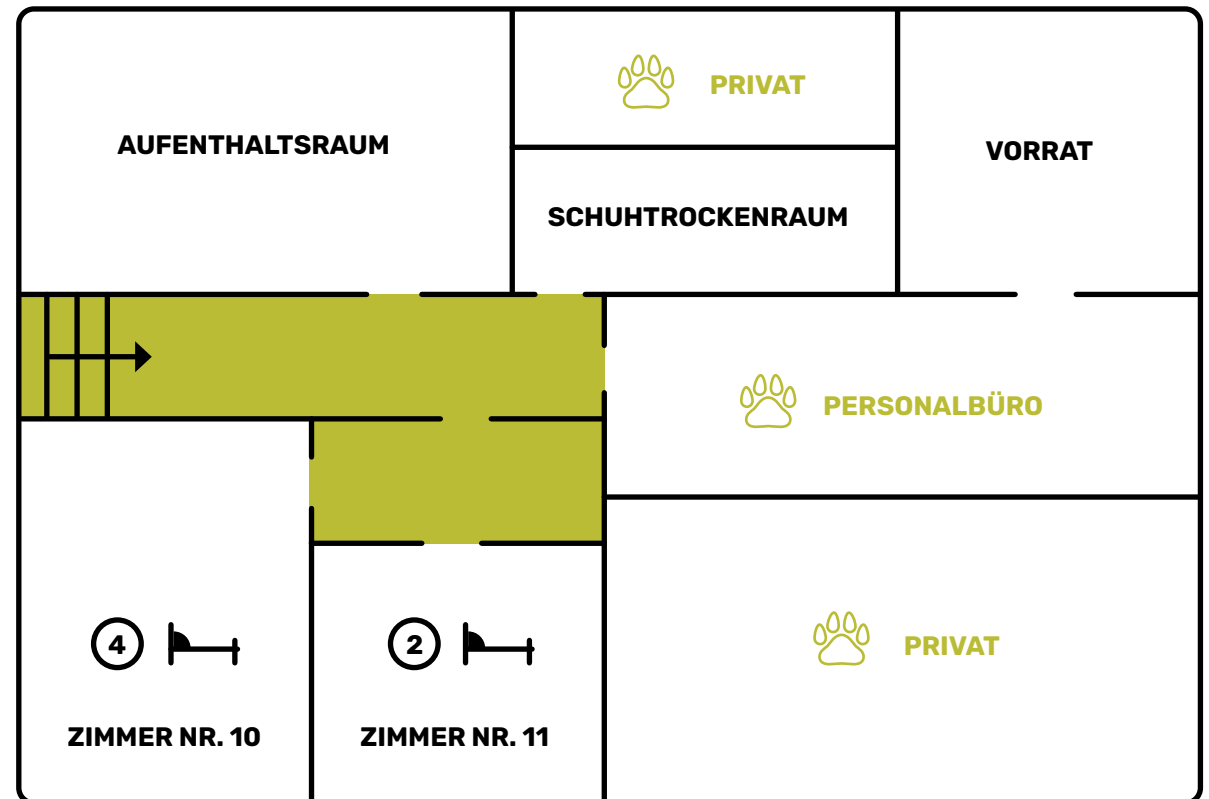 PRIVAT
AUFENTHALTSRAUM
VORRAT
SCHUHTROCKENRAUM
PERSONALBÜRO
4
2
PRIVAT
ZIMMER NR. 10
ZIMMER NR. 11